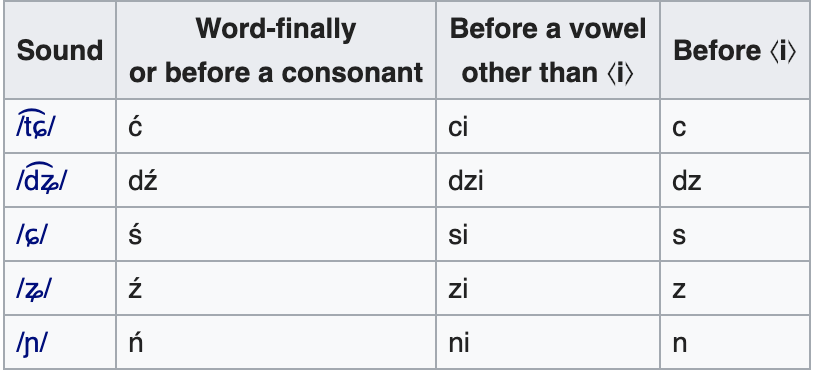 Sound Word-finally or before a consonant Before a vowel other than ⟨i⟩ Before ⟨i⟩
/t͡ɕ/ ć ci c
/d͡ʑ/ dź dzi dz
/ɕ/ ś si s
/ʑ/ ź zi z
/ɲ/ ń ni n